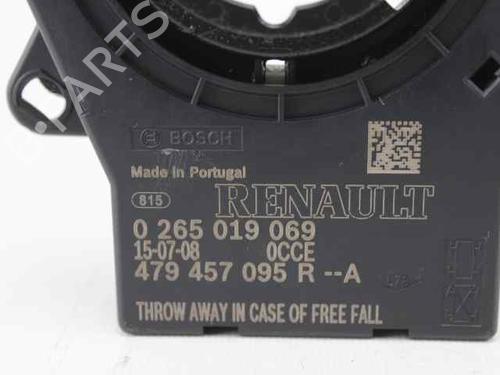 PARTS
BOSCH
Made in Portugal
815
RENAULT
0 265 019 069
15-07-08 0CCE
479 457 095 R --A
THROW AWAY IN CASE OF FREE FALL